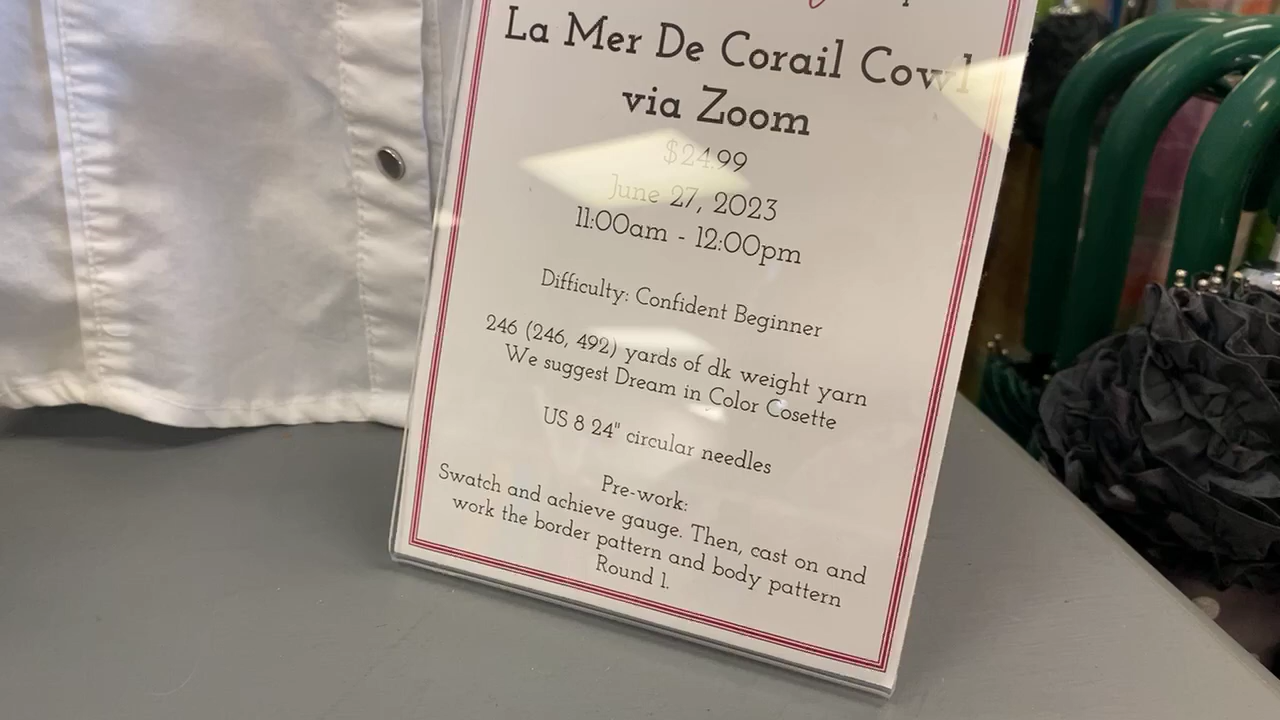 La Mer De Corail Cowl
via Zoom
$24.99
June 27, 2023
11:00am - 12:00pm
Difficulty: Confident Beginner
246 (246, 492) yards of dk weight yarn
We suggest Dream in Color Cosette
US 8 24" circular needles
Pre-work:
Swatch and achieve gauge. Then, cast on and
work the border pattern and body pattern
Round 1.